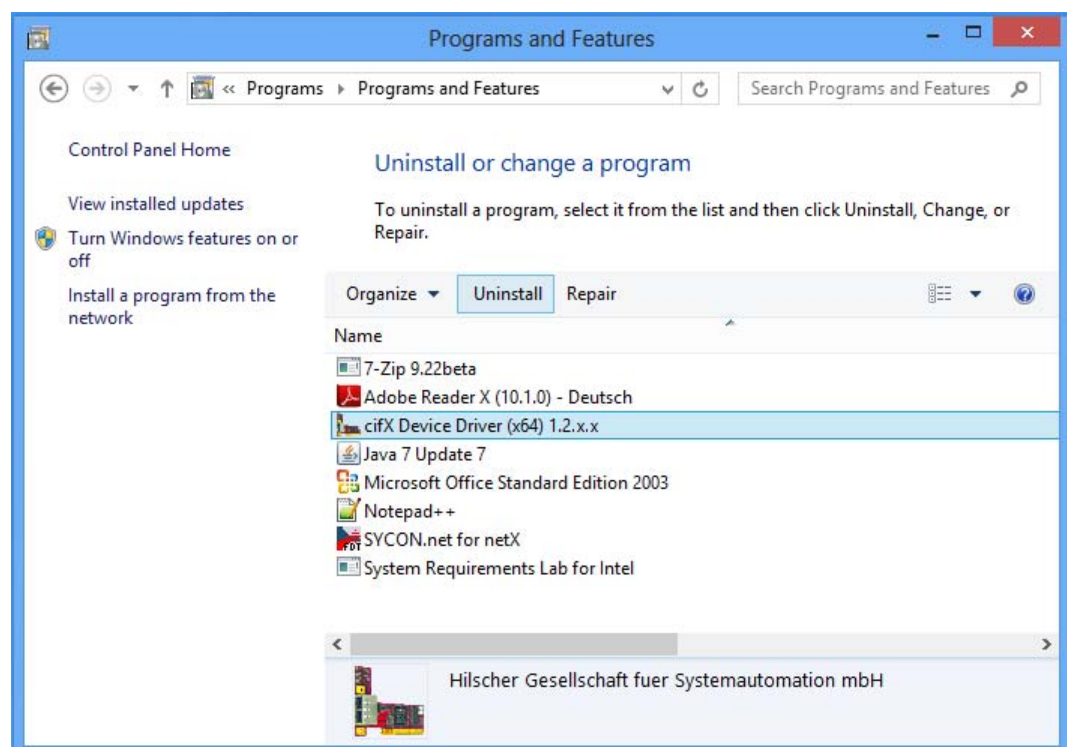 Programs and Features
« Programs ▸ Programs and Features
Search Programs and Features
Control Panel Home
View installed updates
Turn Windows features on or
off
Install a program from the
network
Uninstall or change a program
To uninstall a program, select it from the list and then click Uninstall, Change, or
Repair.
Organize Uninstall Repair
Name
7-Zip 9.22beta
Adobe Reader X (10.1.0) - Deutsch
cifX Device Driver (x64) 1.2.x.x
Java 7 Update 7
Microsoft Office Standard Edition 2003
Notepad++
FDT SYCON.net for netX
System Requirements Lab for Intel
Hilscher Gesellschaft fuer Systemautomation mbH